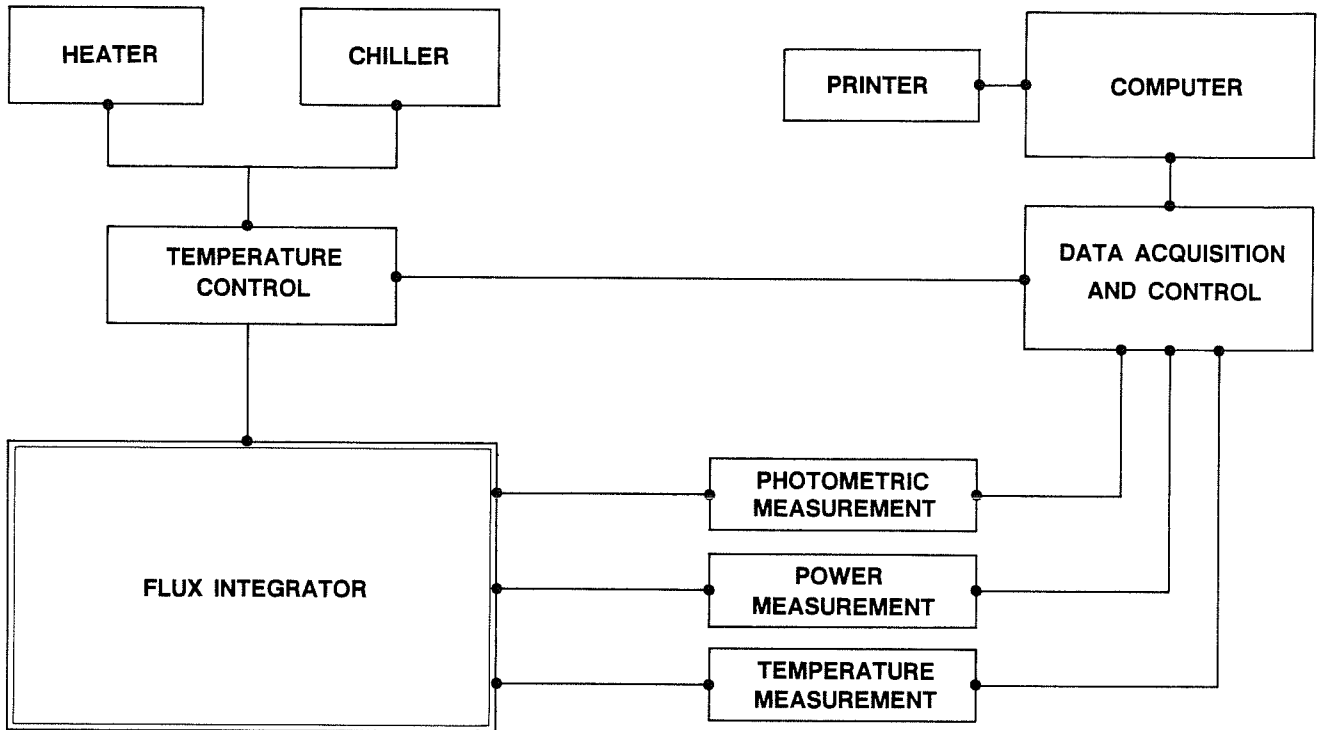 HEATER
CHILLER
PRINTER
COMPUTER
TEMPERATURE
CONTROL
DATA ACQUISITION
AND CONTROL
FLUX INTEGRATOR
PHOTOMETRIC
MEASUREMENT
POWER
MEASUREMENT
TEMPERATURE
MEASUREMENT